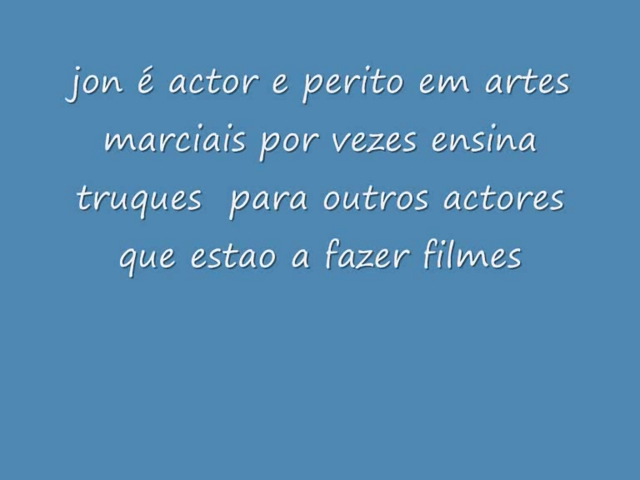 jon é actor e perito em artes
marciais por vezes ensina
truques  para outros actores
que estao a fazer filmes